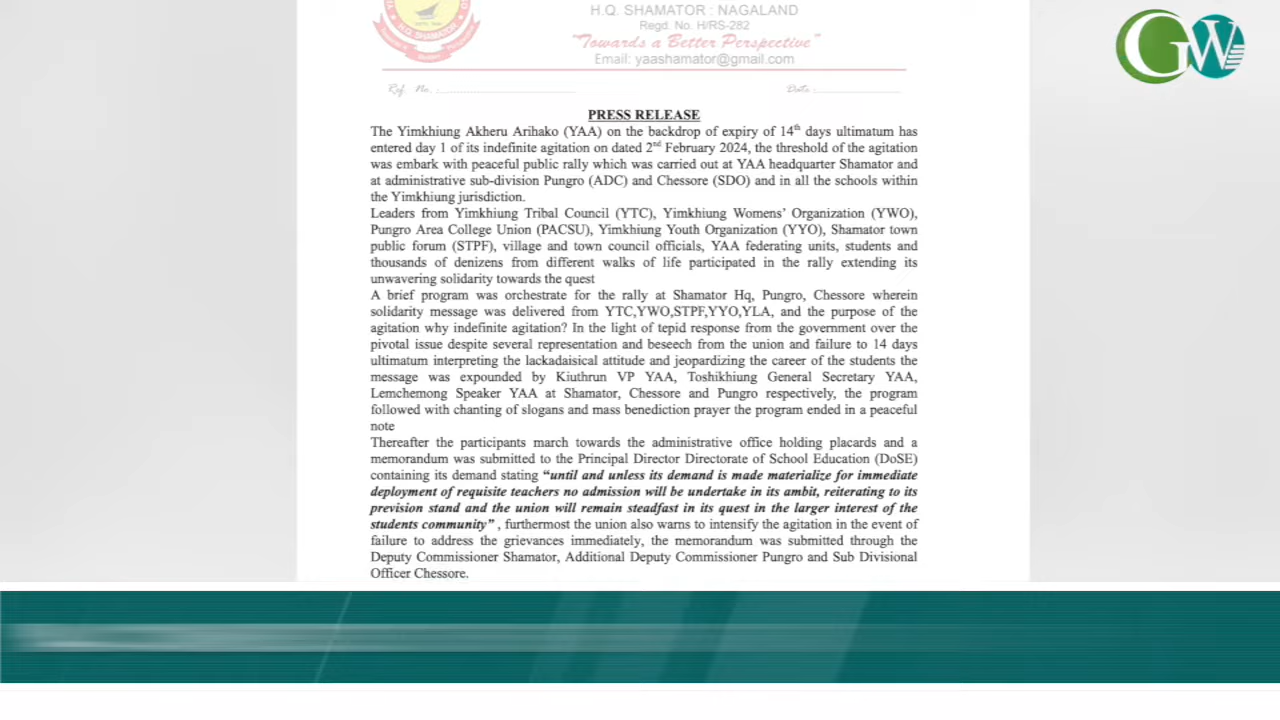 H.Q. SHAMATOR
H.Q. SHAMATOR : NAGALAND
Regd. No. H/RS-282
"Towards a Better Perspective"
Email: yaashamator@gmail.com
Ref. No. Date
GW
PRESS RELEASE
The Yimkhiung Akheru Arihako (YAA) on the backdrop of expiry of 14th days ultimatum has
entered day 1 of its indefinite agitation on dated 2nd February 2024, the threshold of the agitation
was embark with peaceful public rally which was carried out at YAA headquarter Shamator and
at administrative sub-division Pungro (ADC) and Chessore (SDO) and in all the schools within
the Yimkhiung jurisdiction.
Leaders from Yimkhiung Tribal Council (YTC), Yimkhiung Womens' Organization (YWO),
Pungro Area College Union (PACSU), Yimkhiung Youth Organization (YYO), Shamator town
public forum (STPF), village and town council officials, YAA federating units, students and
thousands of denizens from different walks of life participated in the rally extending its
unwavering solidarity towards the quest
A brief program was orchestrate for the rally at Shamator Hq, Pungro, Chessore wherein
solidarity message was delivered from YTC,YWO,STPF,YYO,YLA, and the purpose of the
agitation why indefinite agitation? In the light of tepid response from the government over the
pivotal issue despite several representation and beseech from the union and failure to 14 days
ultimatum interpreting the lackadaisical attitude and jeopardizing the career of the students the
message was expounded by Kiuthrun VP YAA, Toshikhiung General Secretary YAA,
Lemchemong Speaker YAA at Shamator, Chessore and Pungro respectively, the program
followed with chanting of slogans and mass benediction prayer the program ended in a peaceful
note
Thereafter the participants march towards the administrative office holding placards and a
memorandum was submitted to the Principal Director Directorate of School Education (DoSE)
containing its demand stating "until and unless its demand is made materialize for immediate
deployment of requisite teachers no admission will be undertake in its ambit, reiterating to its
prevision stand and the union will remain steadfast in its quest in the larger interest of the
students community" , furthermost the union also warns to intensify the agitation in the event of
failure to address the grievances immediately, the memorandum was submitted through the
Deputy Commissioner Shamator, Additional Deputy Commissioner Pungro and Sub Divisional
Officer Chessore.